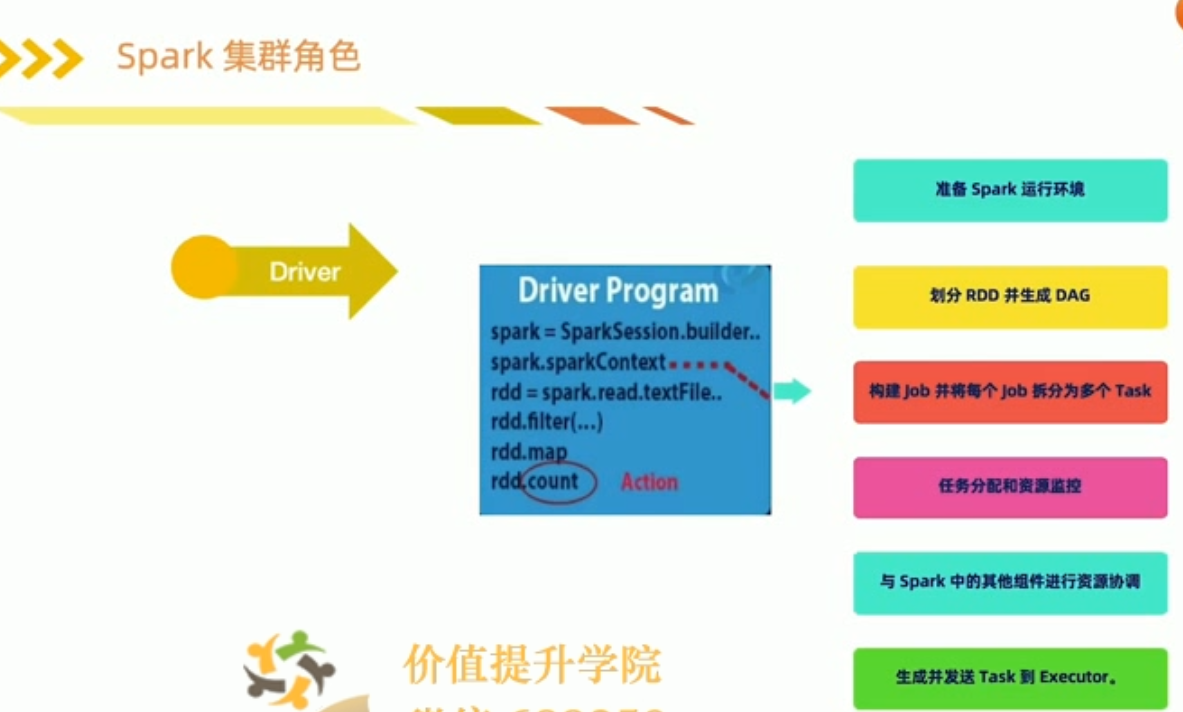 Spark 集群角色
Driver
Driver Program
spark = SparkSession.builder..
spark.sparkContext
rdd = spark.read.textFile..
rdd.filter(...)
rdd.map
rdd.count
Action
准备 Spark 运行环境
划分 RDD 并生成 DAG
构建 Job 并将每个 Job 拆分为多个 Task
任务分配和资源监控
与 Spark 中的其他组件进行资源协调
生成并发送 Task 到 Executor。
价值提升学院